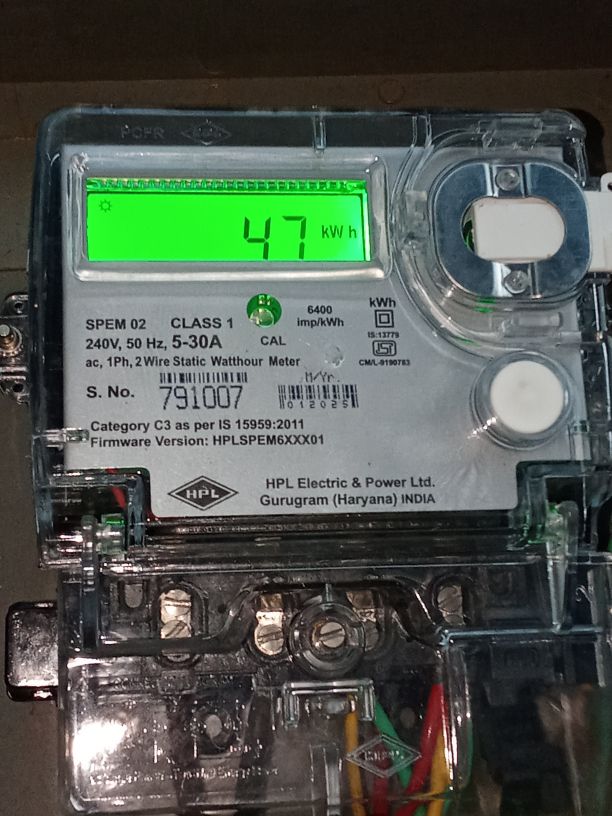 47 kWh
6400
imp/kWh
kWh
SPEM 02 CLASS 1
240V, 50 Hz, 5-30A
CAL
IS:13779
CM/L-9190783
ac, 1Ph, 2 Wire Static Watthour Meter
M/Yr.
S. No. 791007
012025
Category C3 as per IS 15959:2011
Firmware Version: HPLSPEM6XXX01
HPL
HPL Electric & Power Ltd.
Gurugram (Haryana) INDIA